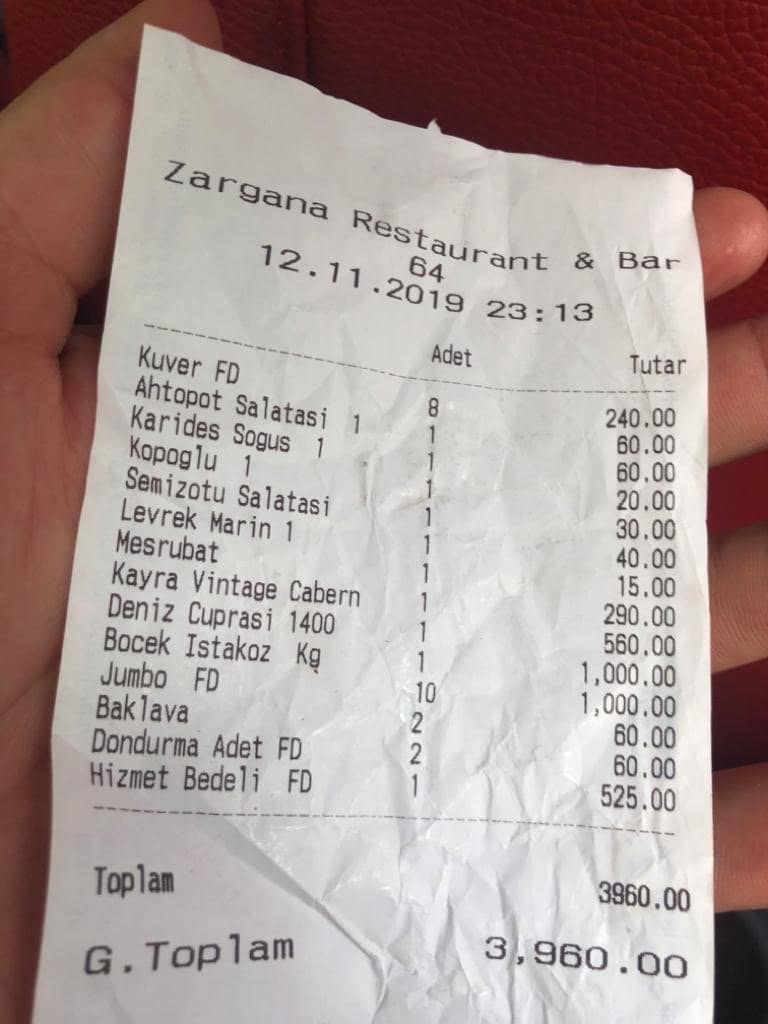 Zargana Restaurant & Bar
64
12.11.2019 23:13
Adet Tutar
Kuver FD 8 240.00
Ahtopot Salatasi 1 1 60.00
Karides Sogus 1 1 60.00
Kopoglu 1 1 20.00
Semizotu Salatasi 1 30.00
Levrek Marin 1 1 40.00
Mesrubat 1 15.00
Kayra Vintage Cabern 1 290.00
Deniz Cuprasi 1400 1 560.00
Bocek Istakoz Kg 1 1,000.00
Jumbo FD 10 1,000.00
Baklava 2 60.00
Dondurma Adet FD 2 60.00
Hizmet Bedeli FD 1 525.00
Toplam 3960.00
G.Toplam 3,960.00